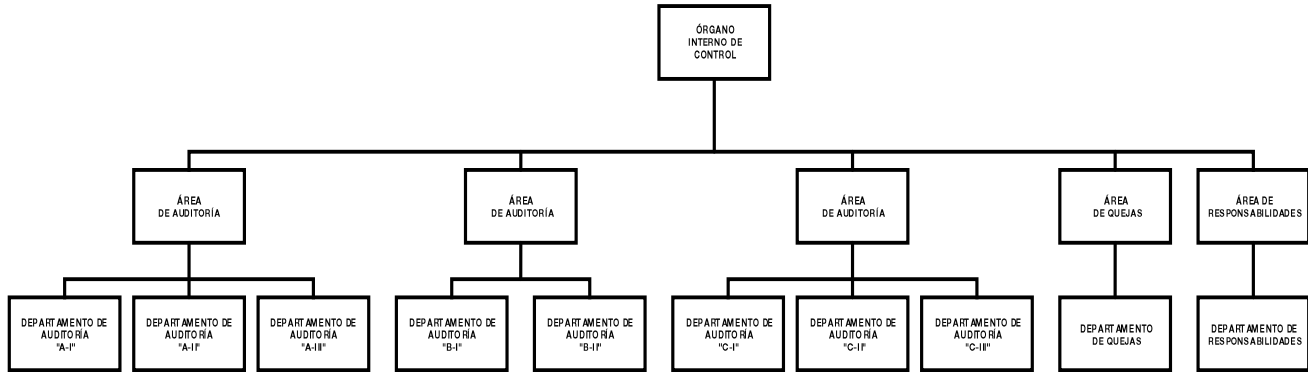 ÓRGANO
INTERNO DE
CONTROL
ÁREA
DE AUDITORÍA
ÁREA
DE AUDITORÍA
ÁREA
DE AUDITORÍA
ÁREA
DE QUEJAS
ÁREA DE
RESPONSABILIDADES
DEPARTAMENTO DE
AUDITORÍA
"A-I"
DEPARTAMENTO DE
AUDITORÍA
"A-II"
DEPARTAMENTO DE
AUDITORÍA
"A-III"
DEPARTAMENTO DE
AUDITORÍA
"B-I"
DEPARTAMENTO DE
AUDITORÍA
"B-II"
DEPARTAMENTO DE
AUDITORÍA
"C-I"
DEPARTAMENTO DE
AUDITORÍA
"C-II"
DEPARTAMENTO DE
AUDITORÍA
"C-III"
DEPARTAMENTO
DE QUEJAS
DEPARTAMENTO DE
RESPONSABILIDADES